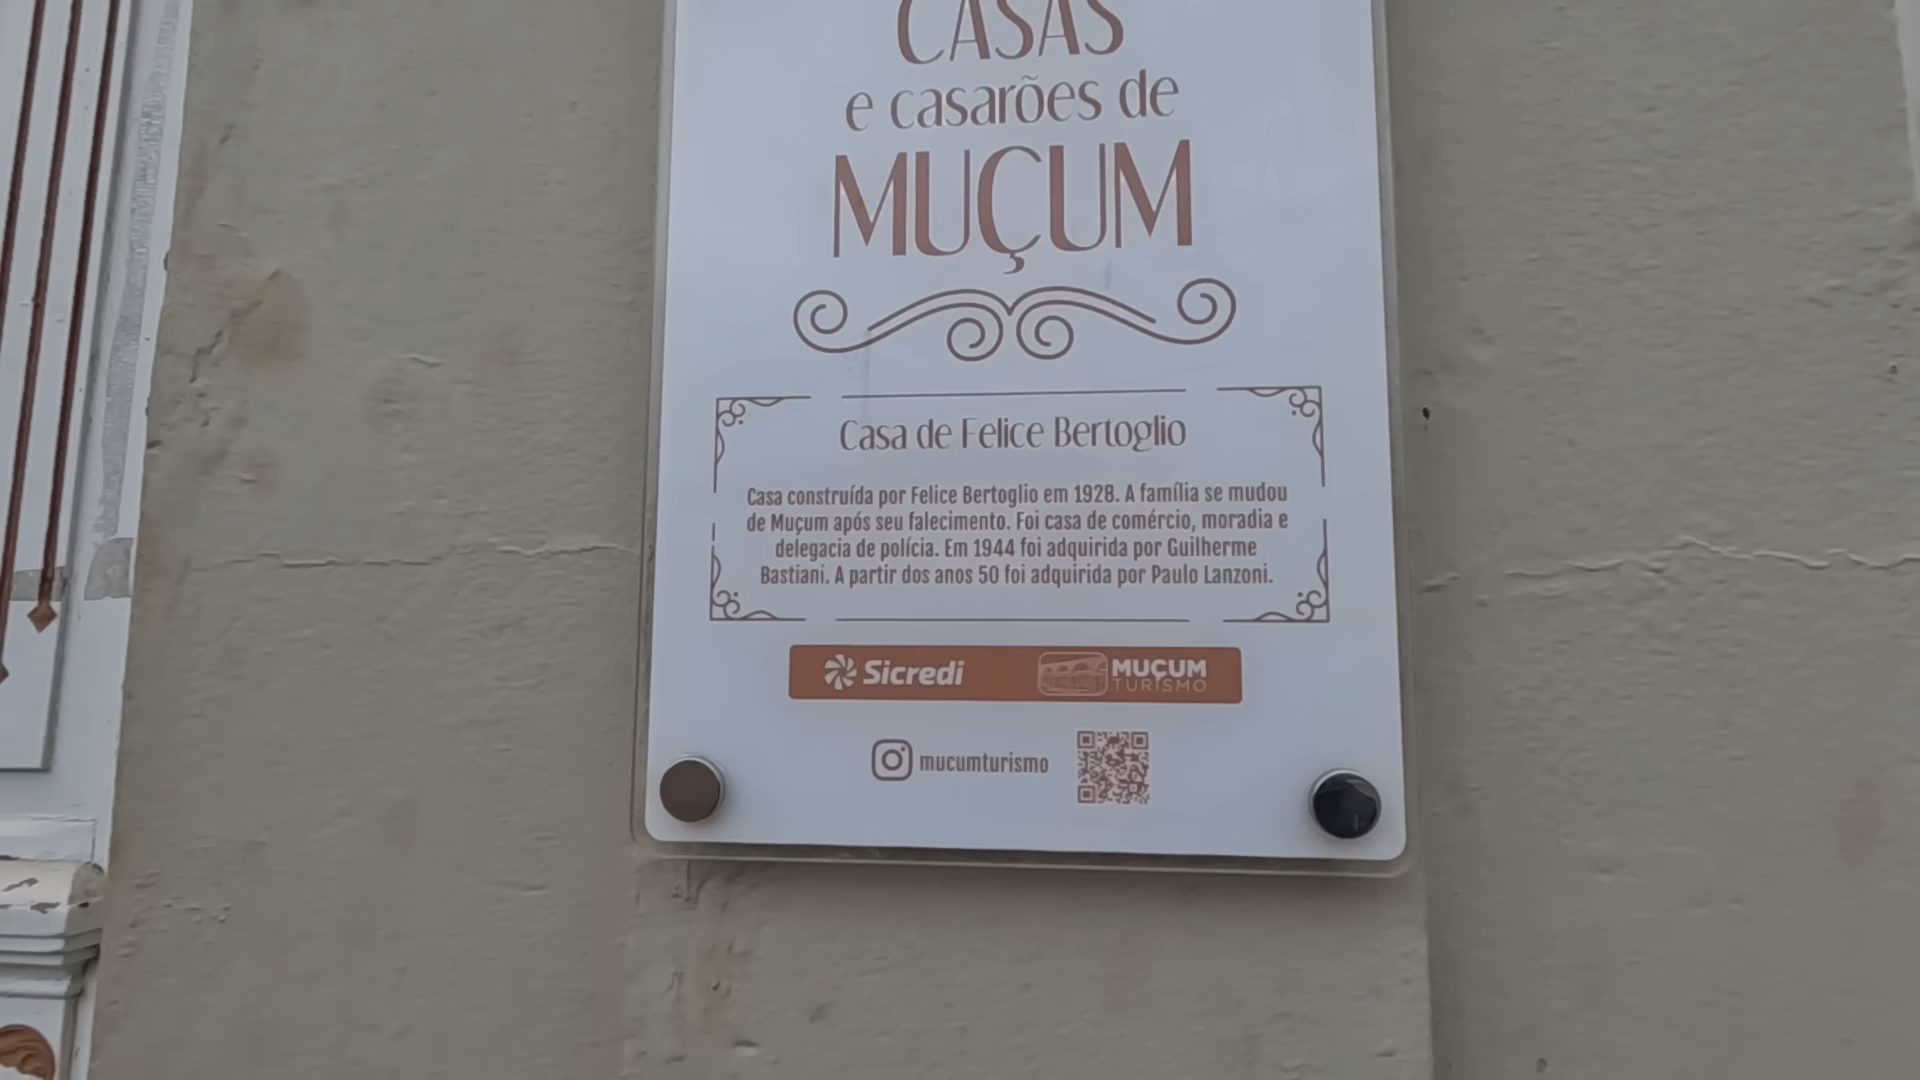 CASAS
e casarões de
MUÇUM
Casa de Felice Bertoglio
Casa construída por Felice Bertoglio em 1928. A família se mudou
de Muçum após seu falecimento. Foi casa de comércio, moradia e
delegacia de polícia. Em 1944 foi adquirida por Guilherme
Bastiani. A partir dos anos 50 foi adquirida por Paulo Lanzoni.
Sicredi
MUÇUM
TURISMO
mucumturismo